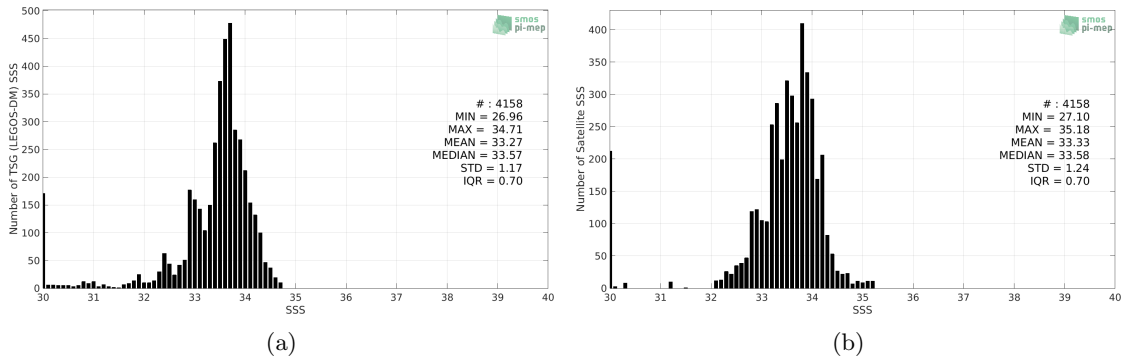 smos
pi-mep
Number of TSG (LEGOS-DM) SSS
500
450
400
350
300
250
200
150
100
50
0
# : 4158
MIN = 26.96
MAX = 34.71
MEAN = 33.27
MEDIAN = 33.57
STD = 1.17
IQR = 0.70
30 31 32 33 34 35 36 37 38 39 40
SSS
(a)
smos
pi-mep
Number of Satellite SSS
400
350
300
250
200
150
100
50
0
# : 4158
MIN = 27.10
MAX = 35.18
MEAN = 33.33
MEDIAN = 33.58
STD = 1.24
IQR = 0.70
30 31 32 33 34 35 36 37 38 39 40
SSS
(b)